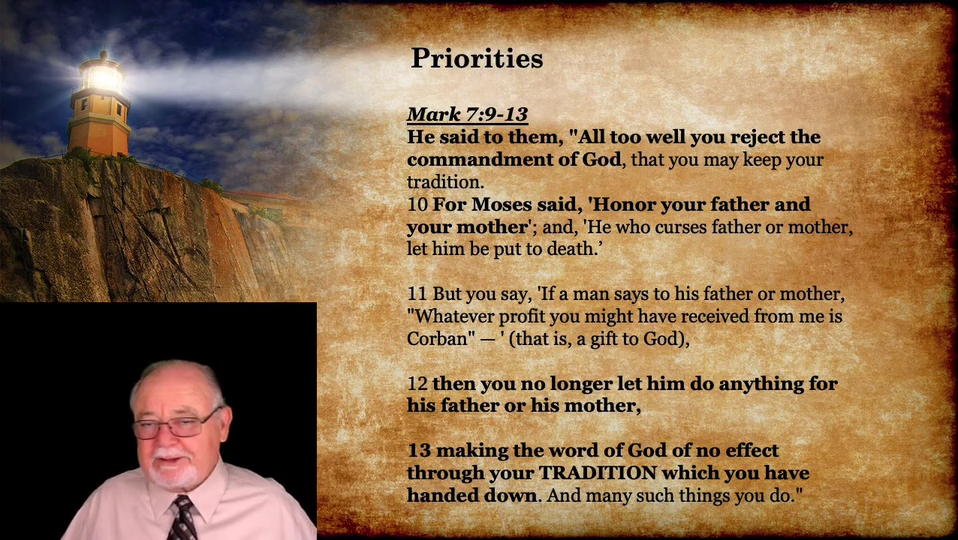 Priorities
Mark 7:9-13
He said to them, "All too well you reject the
commandment of God, that you may keep your
tradition.
10 For Moses said, 'Honor your father and
your mother'; and, 'He who curses father or mother,
let him be put to death.’
11 But you say, 'If a man says to his father or mother,
"Whatever profit you might have received from me is
Corban" — ' (that is, a gift to God),
12 then you no longer let him do anything for
his father or his mother,
13 making the word of God of no effect
through your TRADITION which you have
handed down. And many such things you do."